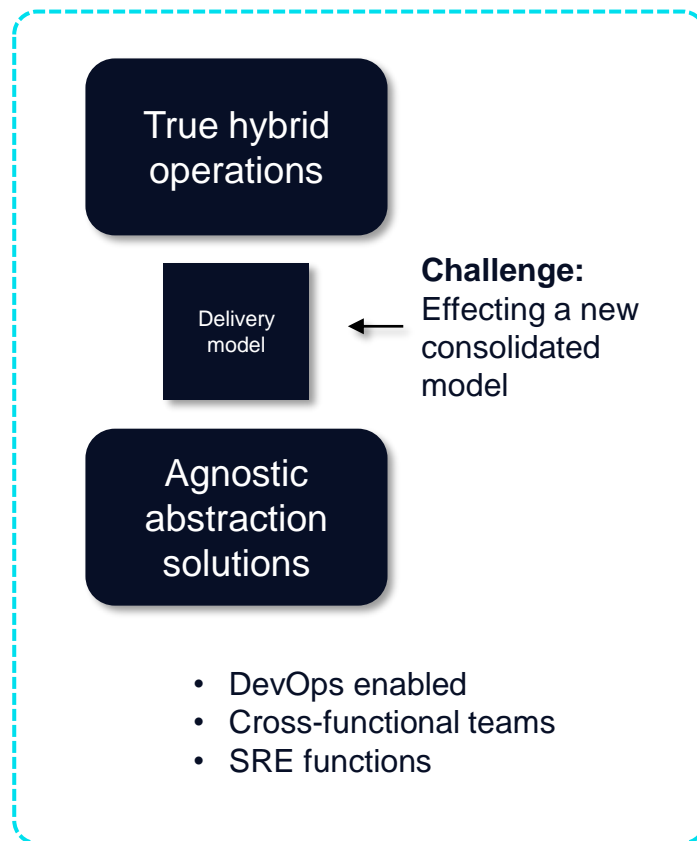 True hybrid
operations
Delivery
model
Challenge:
Effecting a new
consolidated
model
Agnostic
abstraction
solutions
• DevOps enabled
• Cross-functional teams
• SRE functions